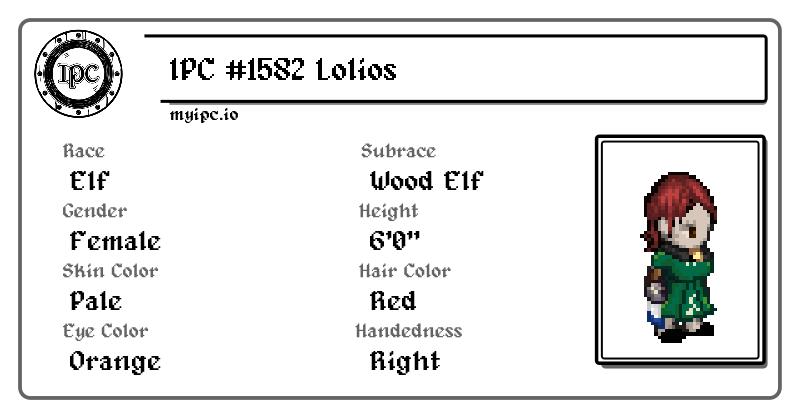 IPC
IPC #1582 Lolios
myipc.io
Race
Elf
Subrace
Wood Elf
Gender
Female
Height
6'0"
Skin Color
Pale
Hair Color
Red
Eye Color
Orange
Handedness
Right